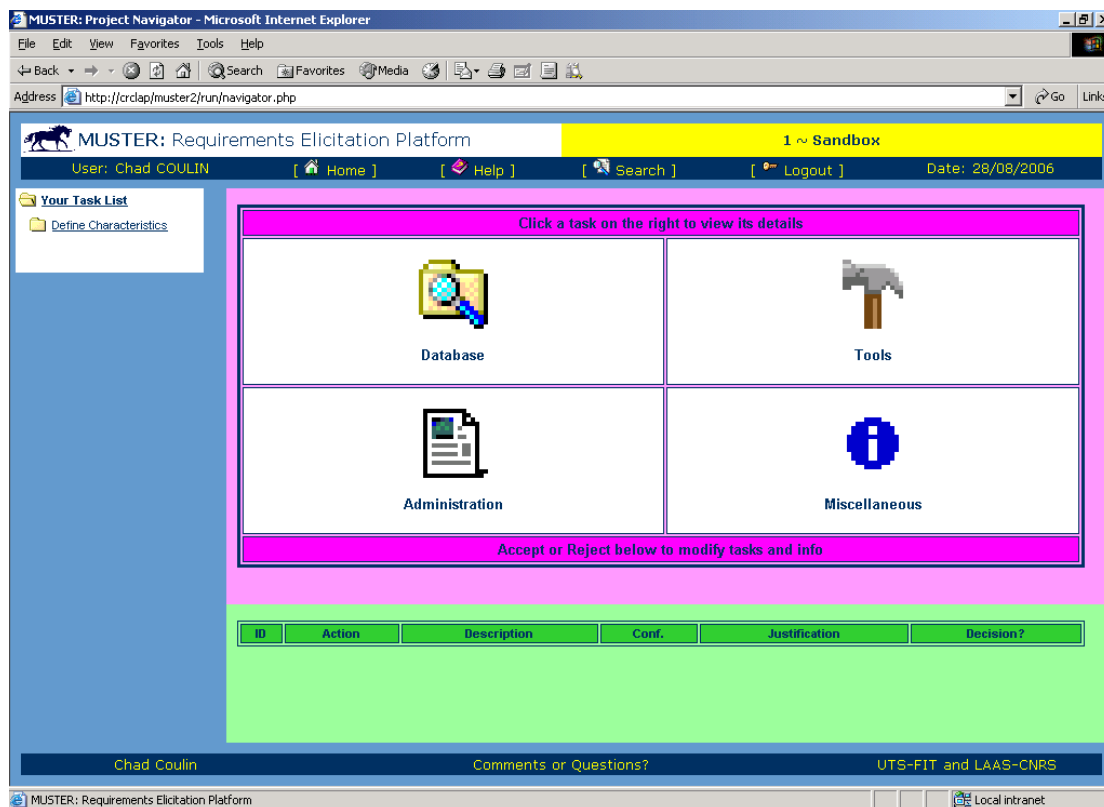 MUSTER: Project Navigator - Microsoft Internet Explorer
File Edit View Favorites Tools Help
Back Search Favorites Media
Address http://crclap/muster2/run/navigator.php Go Links
MUSTER: Requirements Elicitation Platform 1 ~ Sandbox
User: Chad COULIN [ Home ] [ Help ] [ Search ] [ Logout ] Date: 28/08/2006
Your Task List
Define Characteristics
Click a task on the right to view its details
Database Tools
Administration Miscellaneous
Accept or Reject below to modify tasks and info
ID Action Description Conf. Justification Decision?
Chad Coulin Comments or Questions? UTS-FIT and LAAS-CNRS
MUSTER: Requirements Elicitation Platform Local intranet